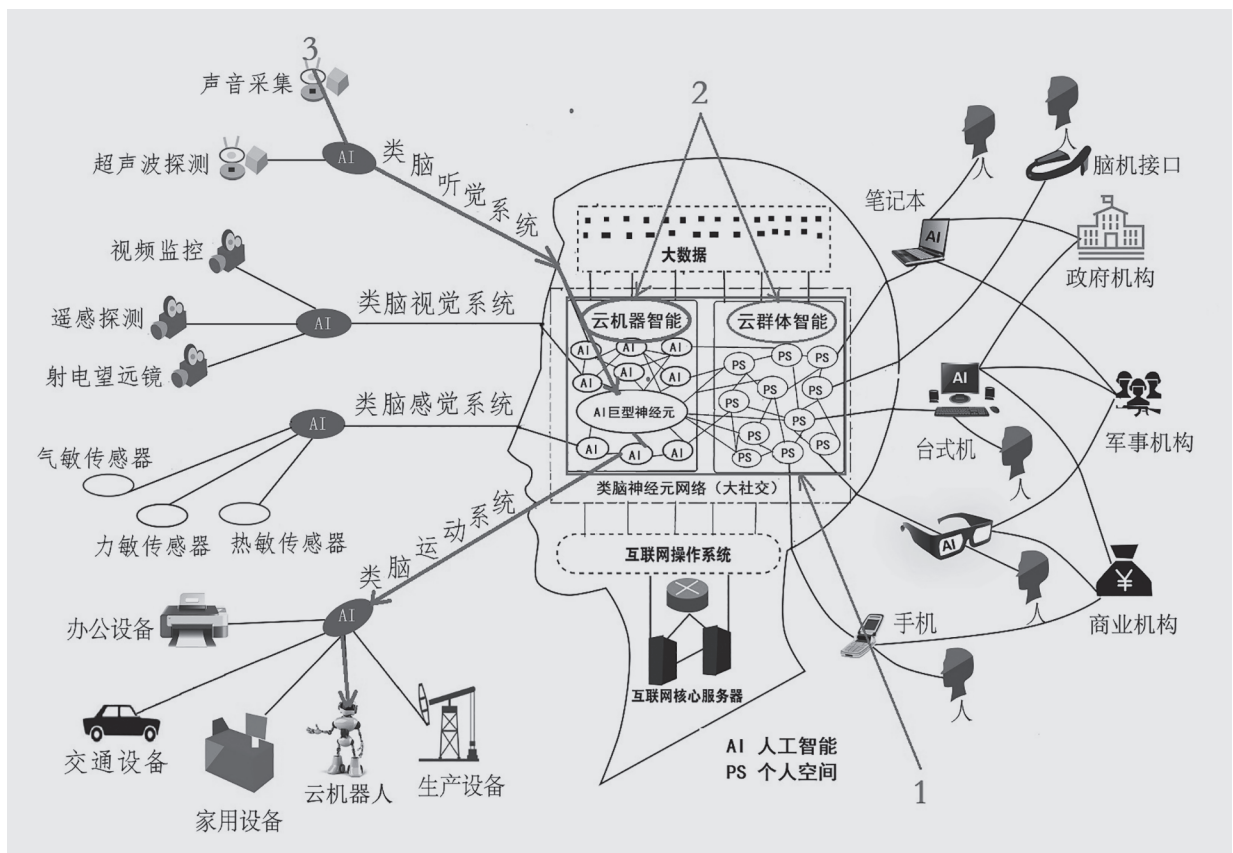 3
声音采集
AI
超声波探测
类脑听觉系统
视频监控
遥感探测
AI
类脑视觉系统
射电望远镜
类脑感觉系统
AI
气敏传感器
力敏传感器
热敏传感器
类脑运动系统
AI
办公设备
交通设备
家用设备
云机器人
生产设备
2
大数据
云机器智能
云群体智能
AI
AI
AI
AI
AI
AI
AI巨型神经元
AI
AI
AI
PS
PS
PS
PS
PS
PS
PS
PS
PS
PS
PS
类脑神经元网络（大社交）
互联网操作系统
互联网核心服务器
AI 人工智能
PS 个人空间
1
人
人
脑机接口
笔记本
AI
政府机构
AI
台式机
人
军事机构
AI
人
手机
商业机构
¥
人